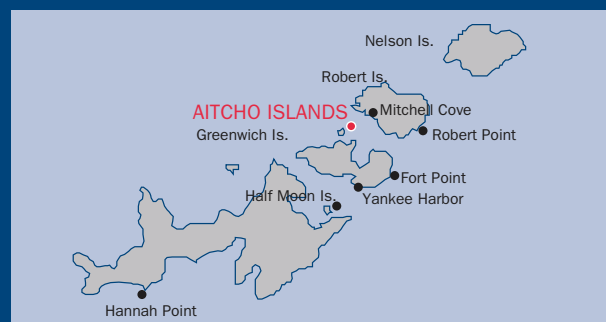 Nelson Is.
Robert Is.
AITCHO ISLANDS
Mitchell Cove
Greenwich Is.
Robert Point
Fort Point
Half Moon Is.
Yankee Harbor
Hannah Point